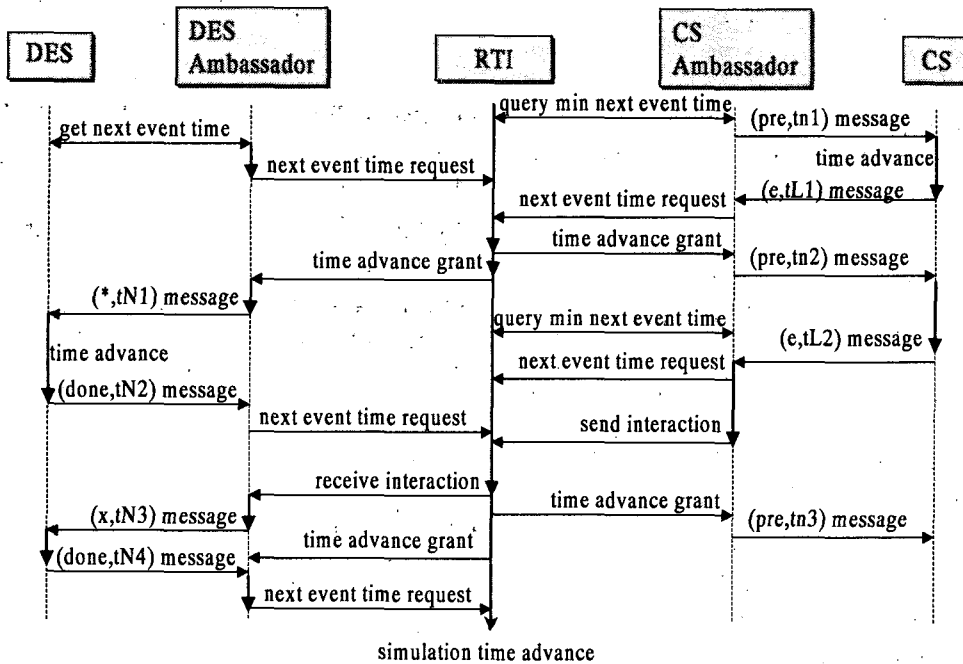 DES
DES
Ambassador
RTI
CS
Ambassador
CS
query min next event time
(pre,tn1) message
get next event time
time advance
next event time request
(e,tL1) message
next event time request
time advance grant
time advance grant
(pre,tn2) message
(*,tN1) message
query min next event time
(e,tL2) message
time advance
next event time request
(done,tN2) message
next event time request
send interaction
receive interaction
time advance grant
(x,tN3) message
(pre,tn3) message
time advance grant
(done,tN4) message
next event time request
simulation time advance